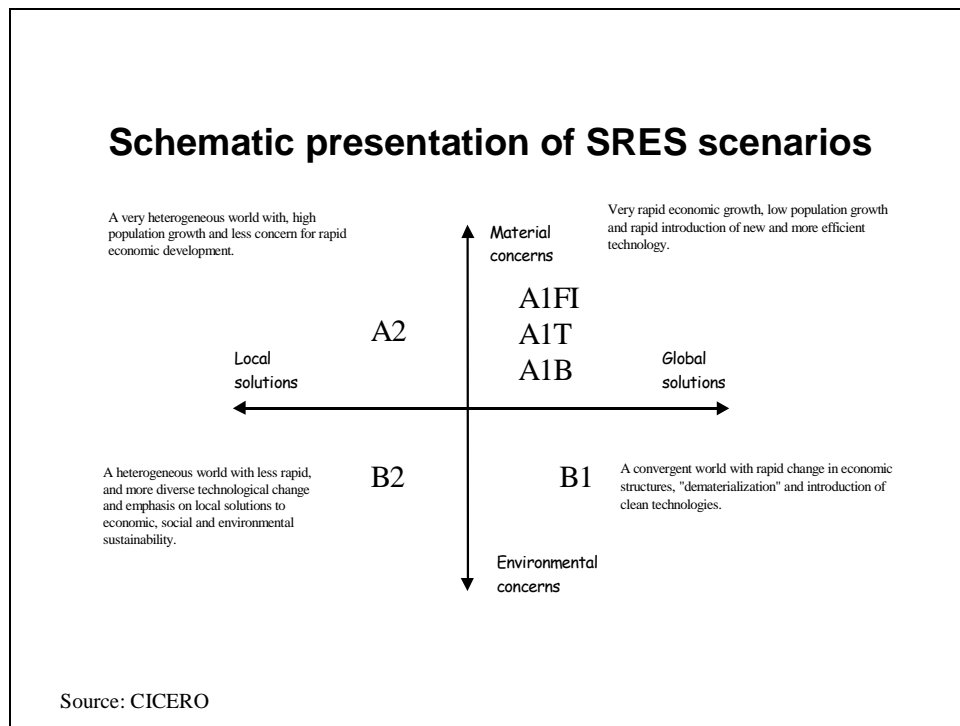 Schematic presentation of SRES scenarios
A very heterogeneous world with, high
population growth and less concern for rapid
economic development.
Very rapid economic growth, low population growth
and rapid introduction of new and more efficient
technology.
Material
concerns
A1FI
A1T
A1B
A2
Local
solutions
Global
solutions
A heterogeneous world with less rapid,
and more diverse technological change
and emphasis on local solutions to
economic, social and environmental
sustainability.
B2
B1
A convergent world with rapid change in economic
structures, "dematerialization" and introduction of
clean technologies.
Environmental
concerns
Source: CICERO